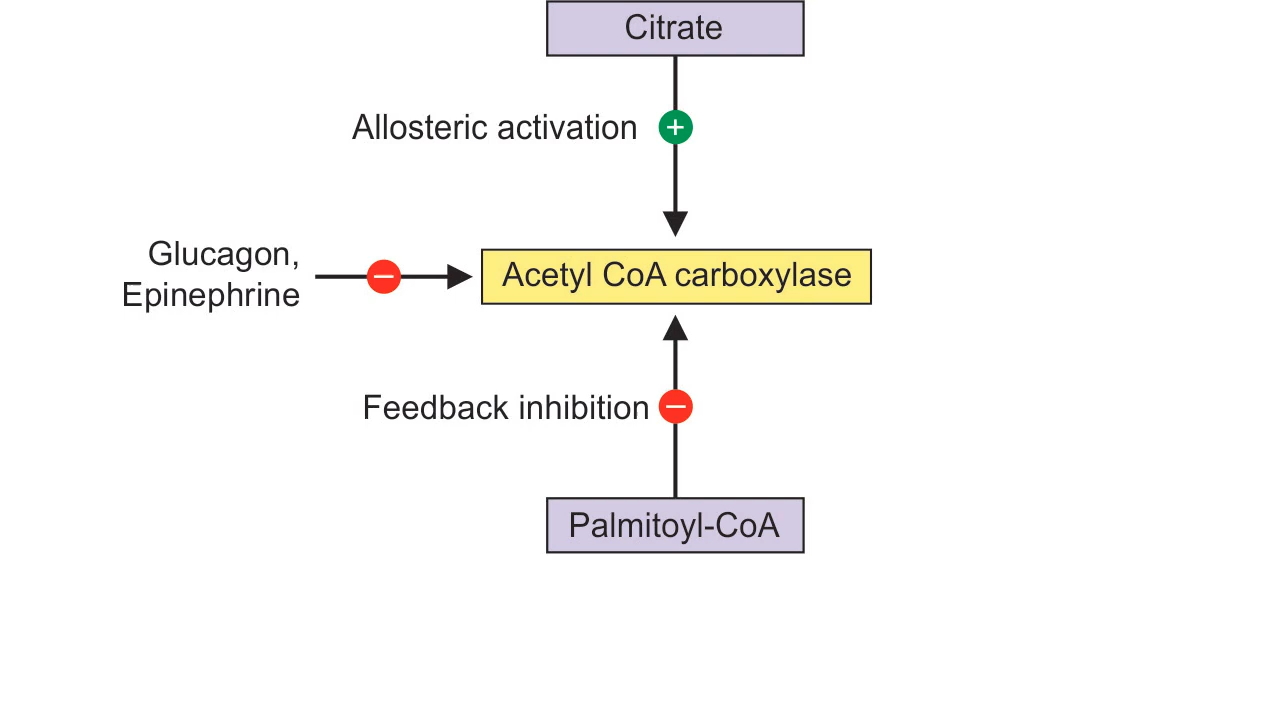 Citrate
Allosteric activation
+
Glucagon,
Epinephrine
−
Acetyl CoA carboxylase
Feedback inhibition
−
Palmitoyl-CoA